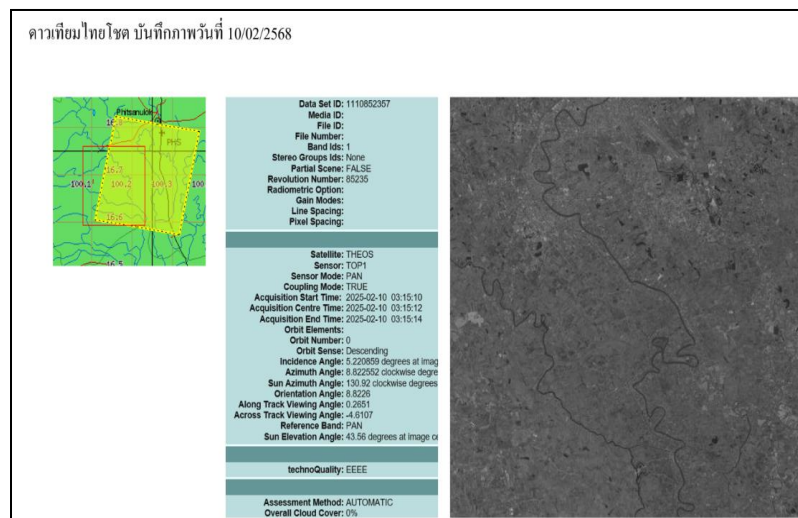 ดาวเทียมไทยโชต บันทึกภาพวันที่ 10/02/2568
Phitsanulok
PHS
100.1
100.2
100.3
100
16.6
16.5
Data Set ID: 1110852357
Media ID:
File ID:
File Number:
Band Ids: 1
Stereo Groups Ids: None
Partial Scene: FALSE
Revolution Number: 85235
Radiometric Option:
Gain Modes:
Line Spacing:
Pixel Spacing:
Satellite: THEOS
Sensor: TOP1
Sensor Mode: PAN
Coupling Mode: TRUE
Acquisition Start Time: 2025-02-10 03:15:10
Acquisition Centre Time: 2025-02-10 03:15:12
Acquisition End Time: 2025-02-10 03:15:14
Orbit Elements:
Orbit Number: 0
Orbit Sense: Descending
Incidence Angle: 5.220859 degrees at imag
Azimuth Angle: 8.822552 clockwise degre
Sun Azimuth Angle: 130.92 clockwise degrees
Orientation Angle: 8.8226
Along Track Viewing Angle: 0.2651
Across Track Viewing Angle: -4.6107
Reference Band: PAN
Sun Elevation Angle: 43.56 degrees at image ce
technoQuality: EEEE
Assessment Method: AUTOMATIC
Overall Cloud Cover: 0%